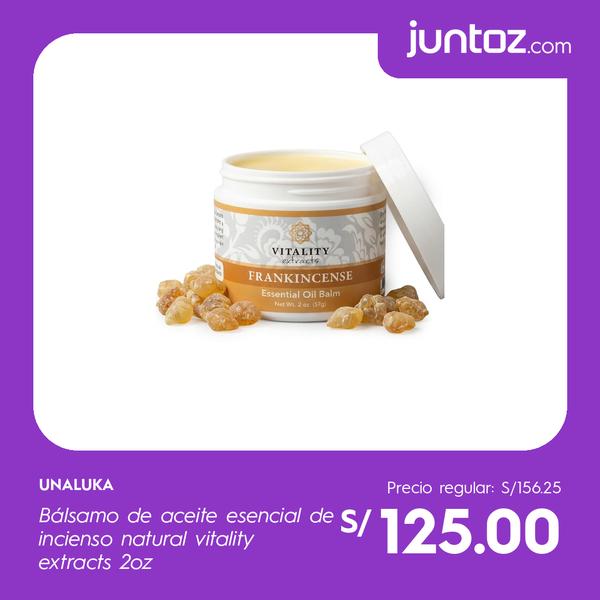 juntoz.com
VITALITY
extracts
FRANKINCENSE
Essential Oil Balm
Net Wt. 2 oz. (57g)
UNALUKA
Precio regular: S/156.25
Bálsamo de aceite esencial de
incienso natural vitality
extracts 2oz
S/125.00